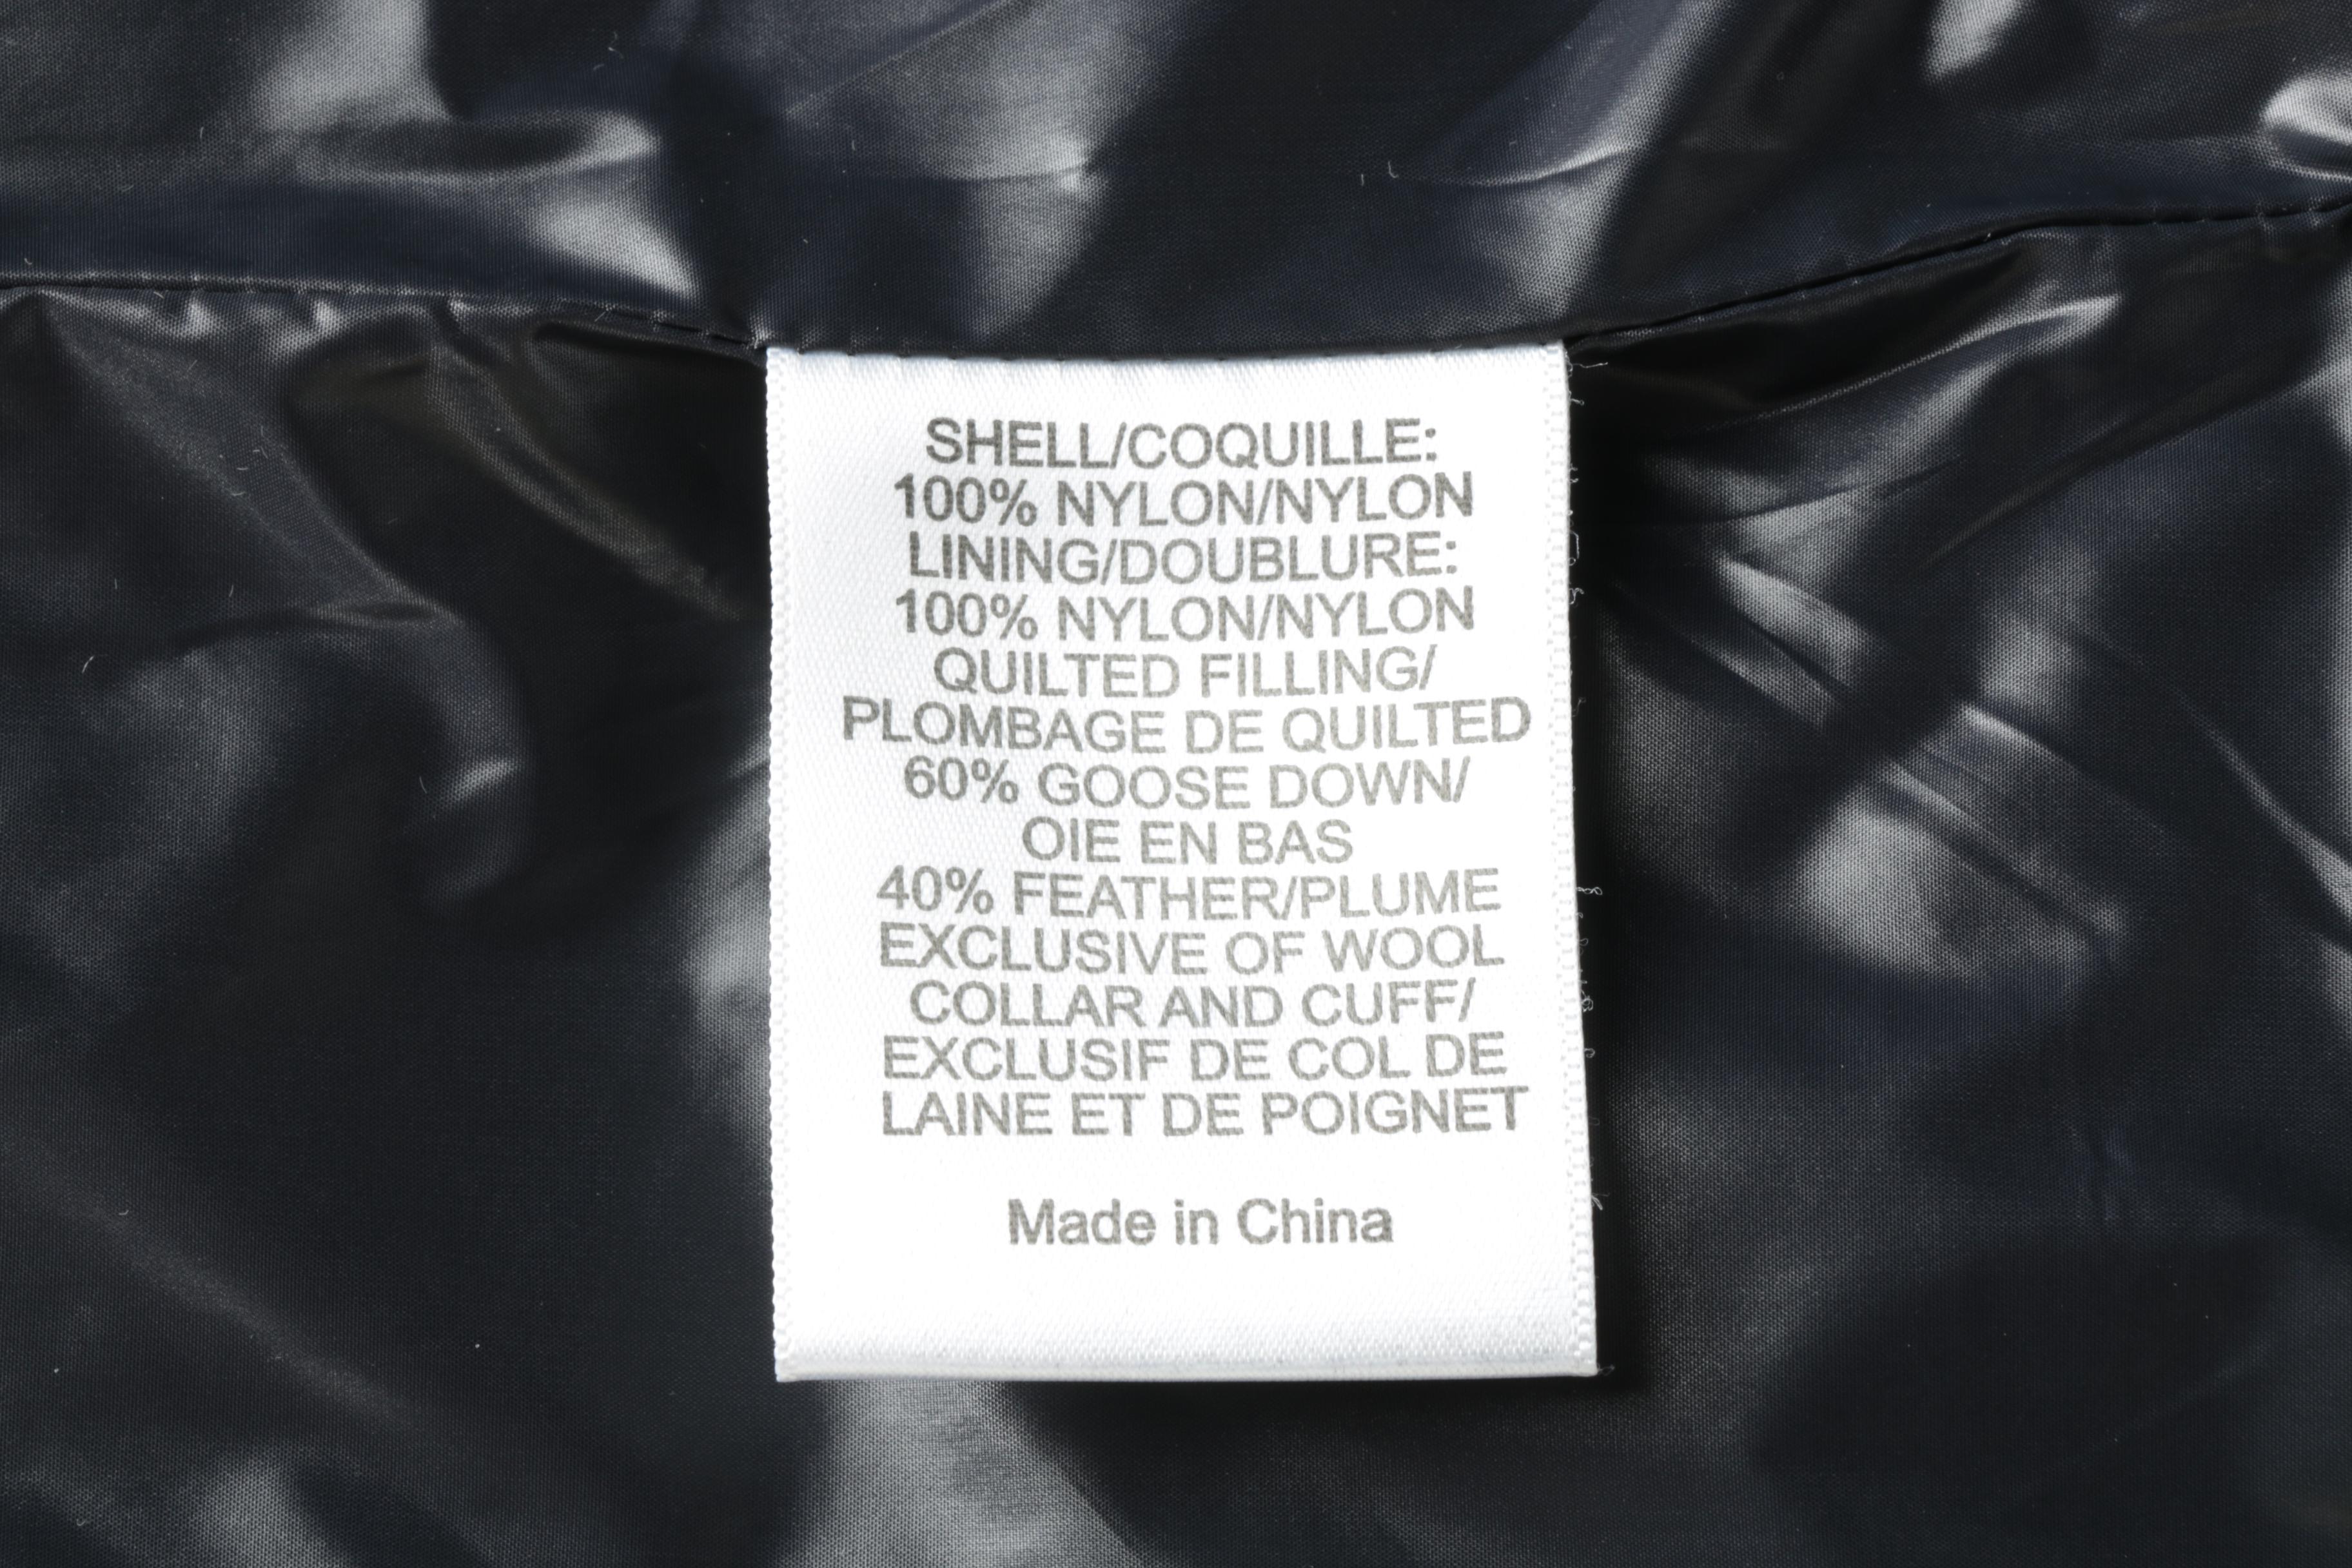 SHELL/COQUILLE:
100% NYLON/NYLON
LINING/DOUBLURE:
100% NYLON/NYLON
QUILTED FILLING/
PLOMBAGE DE QUILTED
60% GOOSE DOWN/
OIE EN BAS
40% FEATHER/PLUME
EXCLUSIVE OF WOOL
COLLAR AND CUFF/
EXCLUSIF DE COL DE
LAINE ET DE POIGNET
Made in China